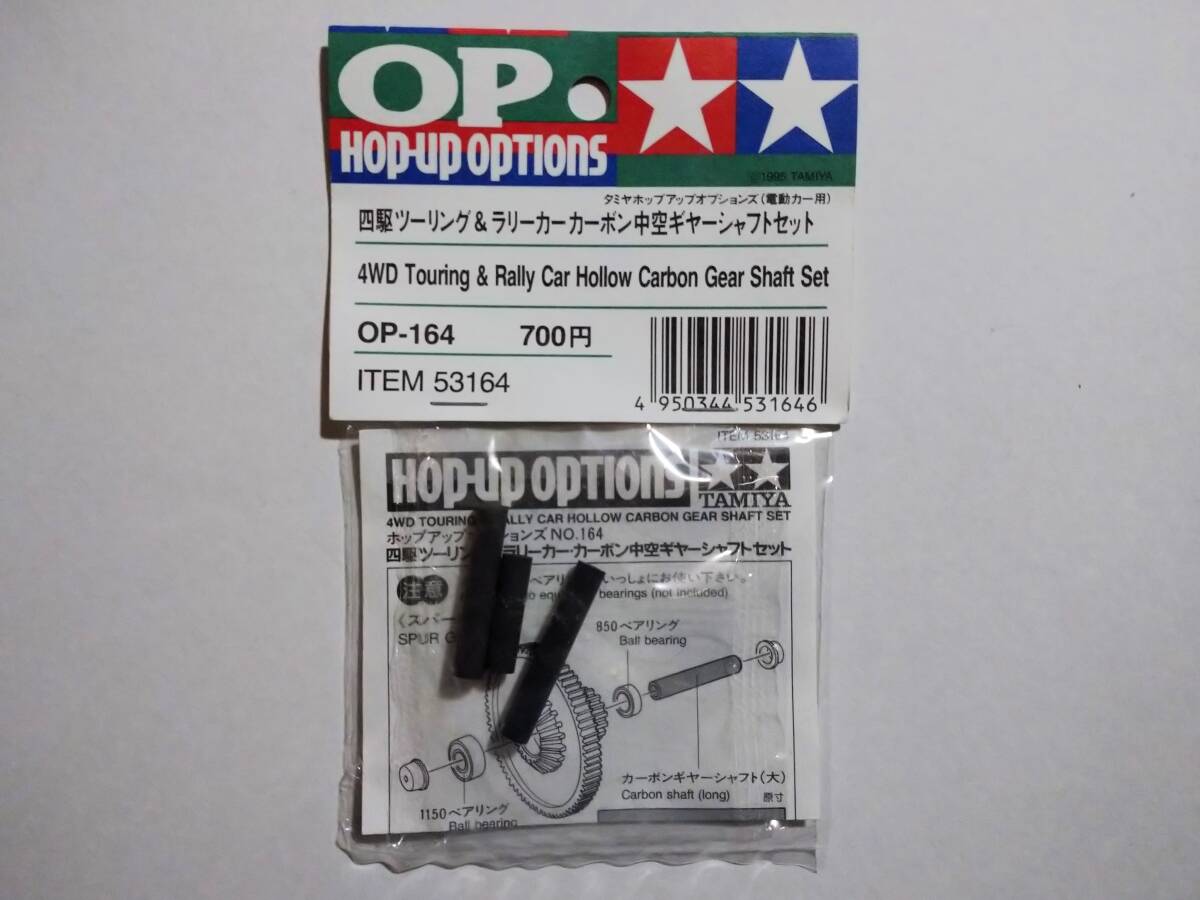 OP
HOP-UP OPTIONS
©1995 TAMIYA
タミヤホップアップオプションズ(電動カー用)
四駆ツーリング&ラリーカーカーボン中空ギヤーシャフトセット
4WD Touring & Rally Car Hollow Carbon Gear Shaft Set
OP-164 700円
ITEM 53164
4 950344 531646
ITEM 53164
HOP-UP OPTIONS
TAMIYA
4WD TOURING ALLY CAR HOLLOW CARBON GEAR SHAFT SET
ホップアップ ションズ NO.164
四駆ツーリン ラリーカー・カーボン中空ギヤーシャフトセット
注意
ベアリ いっしょにお使い下さい。
bearings (not included)
《スパー
SPUR G
850ベアリング
Ball bearing
カーボンギヤーシャフト(大)
Carbon shaft (long)
原寸
1150ベアリング
Ball bearing